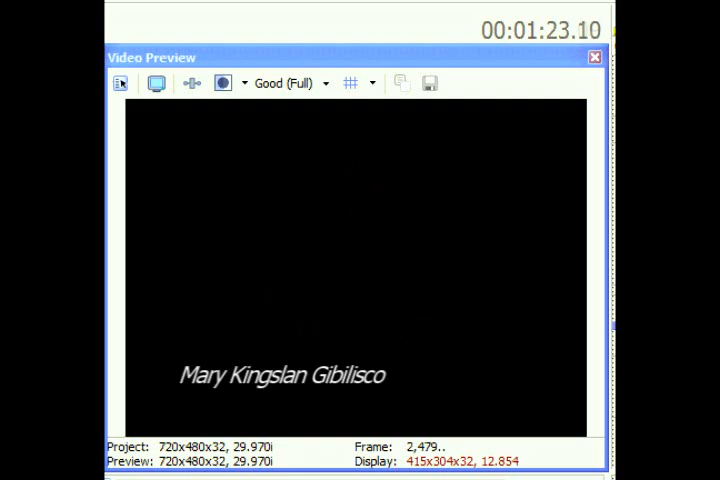 00:01:23.10
Video Preview
Good (Full)
Mary Kingslan Gibilisco
Project: 720x480x32, 29.970i Frame: 2,479..
Preview: 720x480x32, 29.970i Display: 415x304x32, 12.854